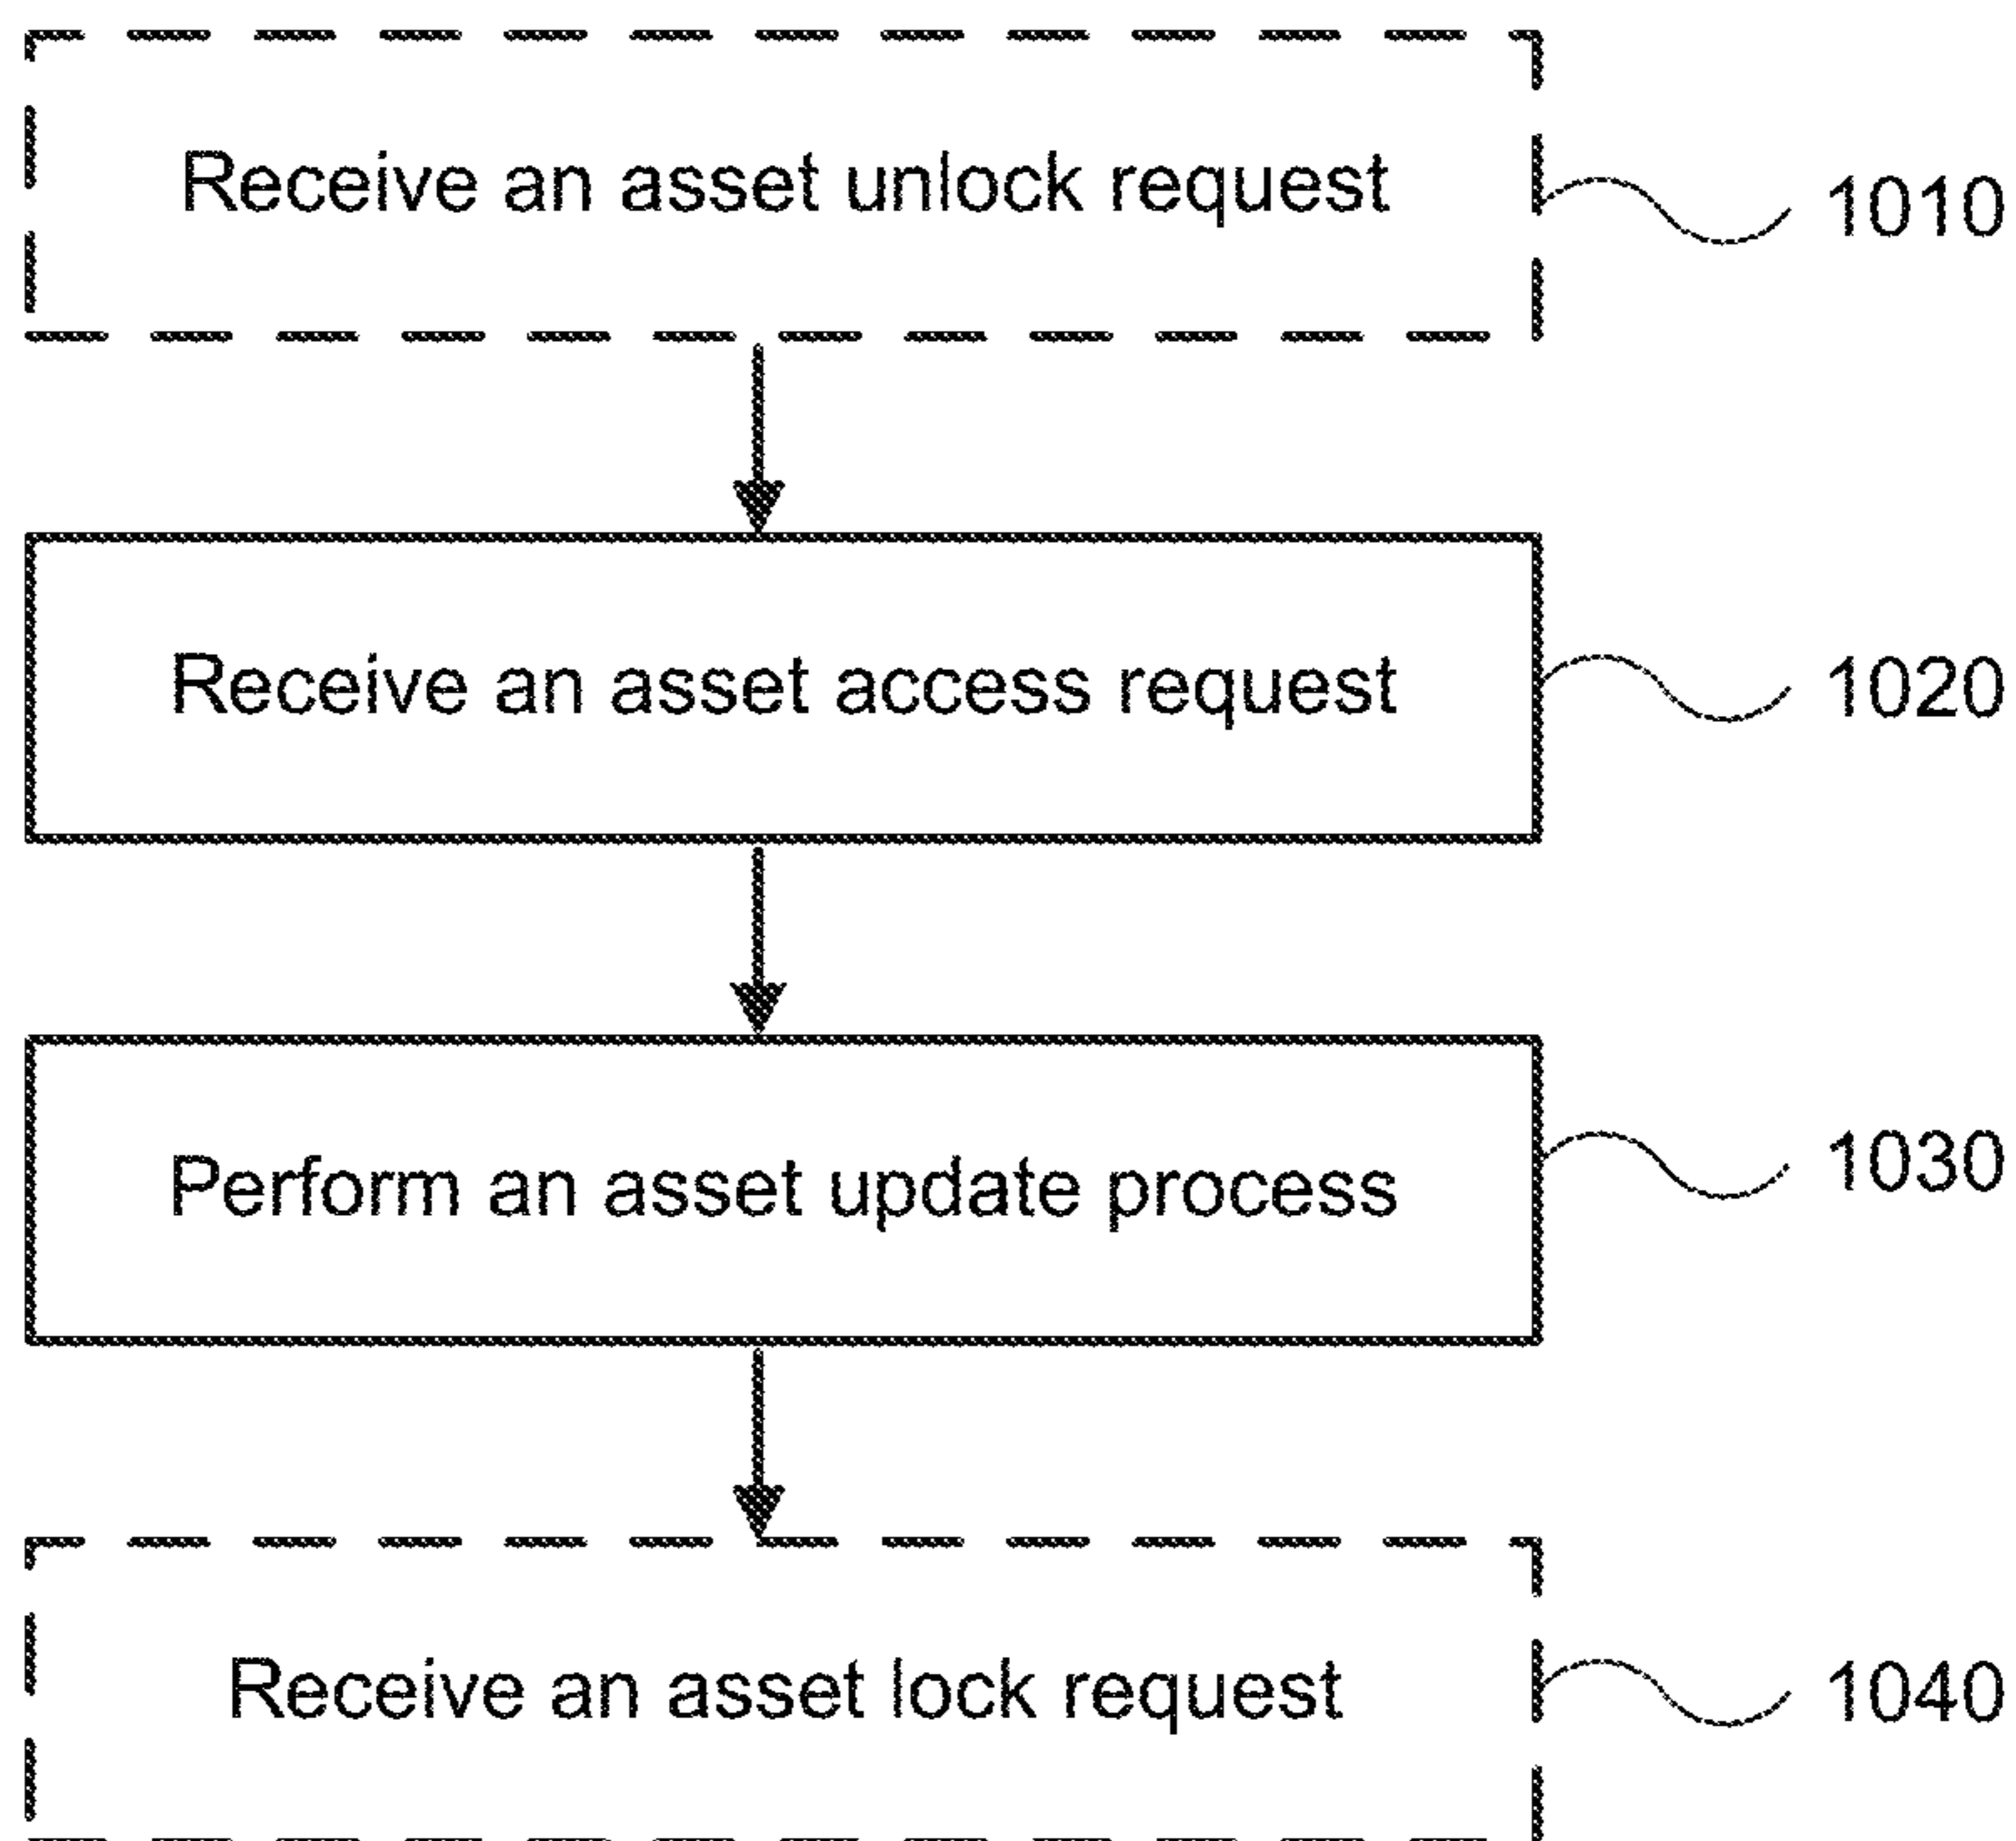 Receive an asset unlock request
1010
Receive an asset access request
1020
Perform an asset update process
1030
Receive an asset lock request
1040